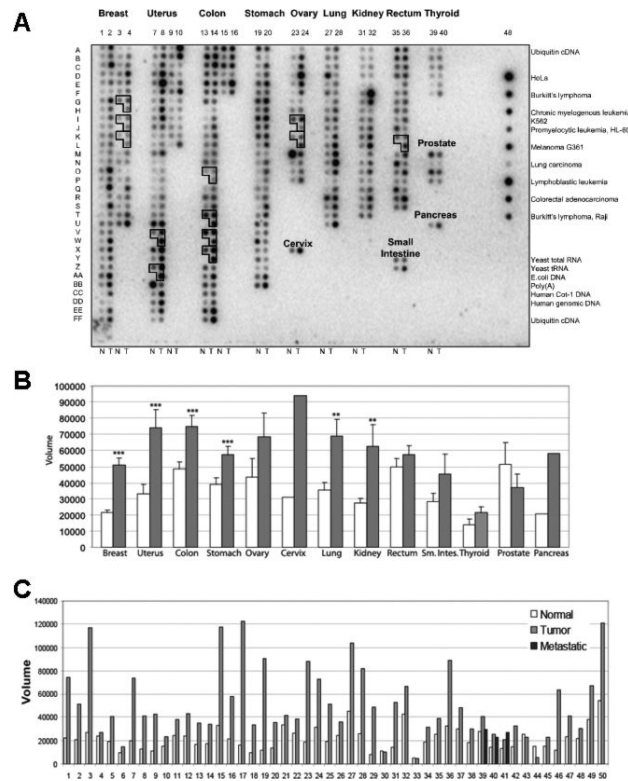 A
Breast Uterus Colon Stomach Ovary Lung Kidney Rectum Thyroid
1 2 3 4 7 8 9 10 13 14 15 16 19 20 23 24 27 28 31 32 35 36 39 40 48
A Ubiquitin cDNA
B
C
D HeLa
E
F Burkitt's lymphoma
G
H Chronic myelogenous leukemia
I K562
J Promyelocytic leukemia, HL-60
K
L Prostate Melanoma G361
M
N Lung carcinoma
O
P Lymphoblastic leukemia
Q
R Colorectal adenocarcinoma
S
T Pancreas Burkitt's lymphoma, Raji
U
V
W Cervix Small
X Intestine
Y Yeast total RNA
Z Yeast tRNA
AA E.coli DNA
BB Poly(A)
CC Human Cot-1 DNA
DD Human genomic DNA
EE
FF Ubiquitin cDNA
N T N T N T N T N T N T N T N T N T N T N T N T
B
100000
90000
80000
70000
60000
50000
40000
30000
20000
10000
0
Volume
*** *** *** *** ** **
Breast Uterus Colon Stomach Ovary Cervix Lung Kidney Rectum Sm. Intes. Thyroid Prostate Pancreas
C
140000
120000
100000
80000
60000
40000
20000
0
Volume
Normal
Tumor
Metastatic
1 2 3 4 5 6 7 8 9 10 11 12 13 14 15 16 17 18 19 20 21 22 23 24 25 26 27 28 29 30 31 32 33 34 35 36 37 38 39 40 41 42 43 44 45 46 47 48 49 50